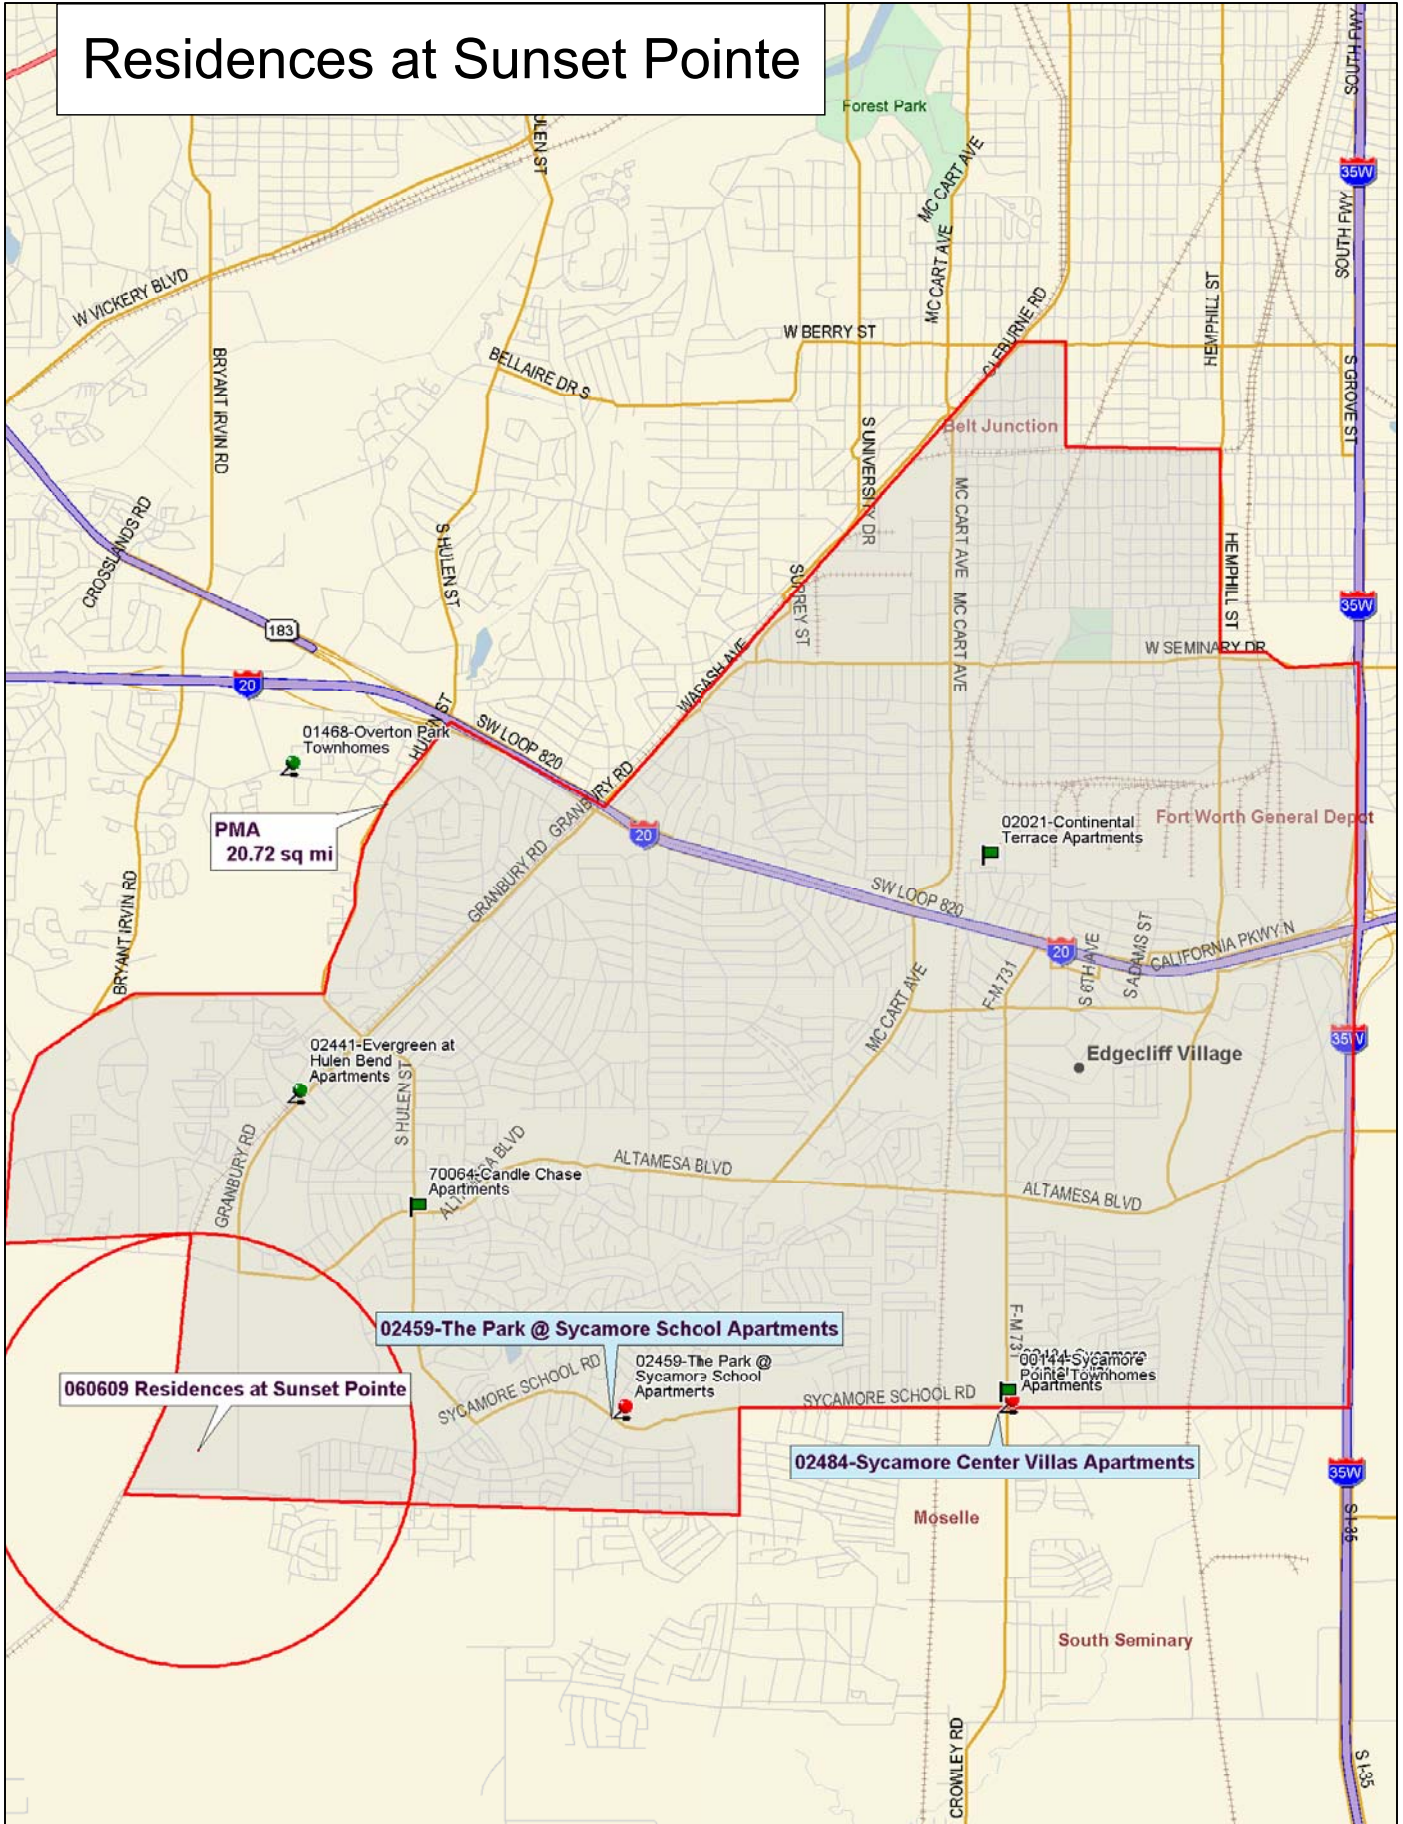 Residences at Sunset Pointe
SOUTH FWY
Forest Park
MC CART AVE
35W
SOUTH FWY
MC CART AVE
W VICKERY BLVD
HEMPHILL ST
CLEBURNE RD
W BERRY ST
BELLAIRE DR S
BRYANT IRVIN RD
S GROVE ST
Belt Junction
S UNIVERSITY DR
MC CART AVE
CROSSLANDS RD
S HULEN ST
HEMPHILL ST
SURREY ST
MC CART AVE
35W
183
W SEMINARY DR
WABASH AVE
20
HULEN ST
SW LOOP 820
01468-Overton Park
Townhomes
GRANBURY RD
PMA
20.72 sq mi
20
02021-Continental
Terrace Apartments
Fort Worth General Depot
GRANBURY RD
SW LOOP 820
BRYANT IRVIN RD
20
S 6TH AVE
S ADAMS ST
CALIFORNIA PKWY N
F-M 731
MC CART AVE
35W
Edgecliff Village
02441-Evergreen at
Hulen Bend
Apartments
S HULEN ST
GRANBURY RD
ALTAMESA BLVD
70064-Candle Chase
Apartments
ALTAMESA BLVD
02459-The Park @ Sycamore School Apartments
F-M 731
02459-The Park @
Sycamore School
Apartments
00144-Sycamore
Pointe Townhomes
Apartments
060609 Residences at Sunset Pointe
SYCAMORE SCHOOL RD
SYCAMORE SCHOOL RD
02484-Sycamore Center Villas Apartments
35W
Moselle
S I-35
South Seminary
CROWLEY RD
S I-35